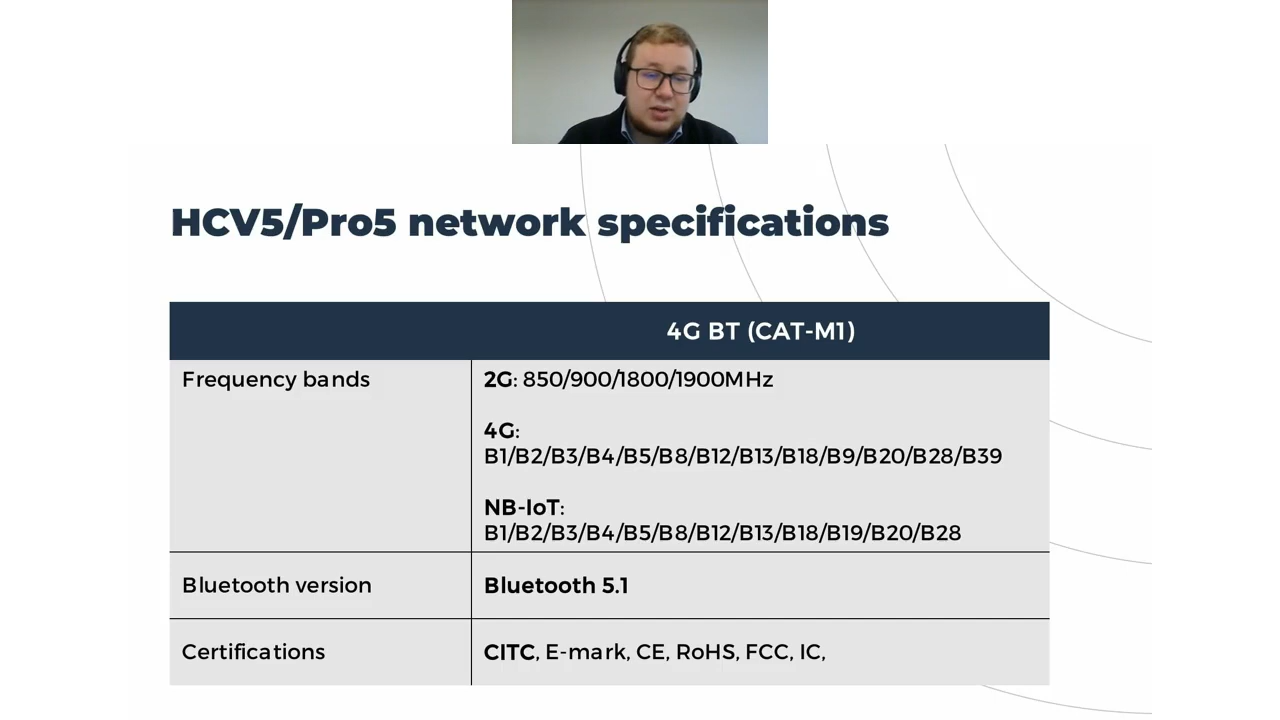 HCV5/Pro5 network specifications
4G BT (CAT-M1)
Frequency bands
2G: 850/900/1800/1900MHz
4G:
B1/B2/B3/B4/B5/B8/B12/B13/B18/B9/B20/B28/B39
NB-IoT:
B1/B2/B3/B4/B5/B8/B12/B13/B18/B19/B20/B28
Bluetooth version
Bluetooth 5.1
Certifications
CITC, E-mark, CE, RoHS, FCC, IC,